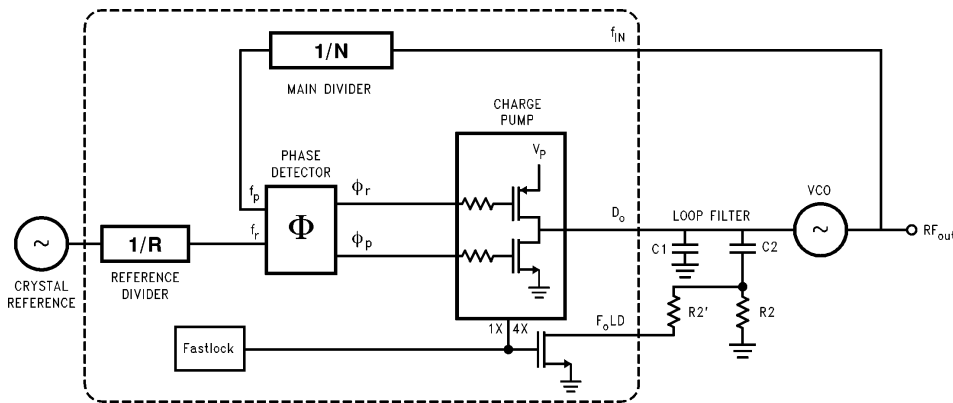 f_IN
1/N
MAIN DIVIDER
CHARGE
PUMP
V_P
PHASE
DETECTOR
f_p
ϕ_r
VCO
D_o
LOOP FILTER
Φ
~
~
RF_out
f_r
ϕ_p
C1
C2
1/R
CRYSTAL
REFERENCE
REFERENCE
DIVIDER
R2'
R2
1X
4X
F_oLD
Fastlock